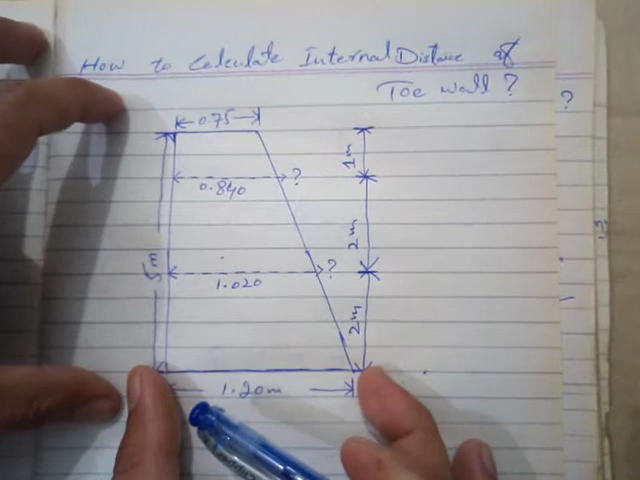 How to Calculate Internal Distance of
Toe wall ?
?
0.75
1m
0.840
?
2m
5m
1.020
?
2m
1.20m